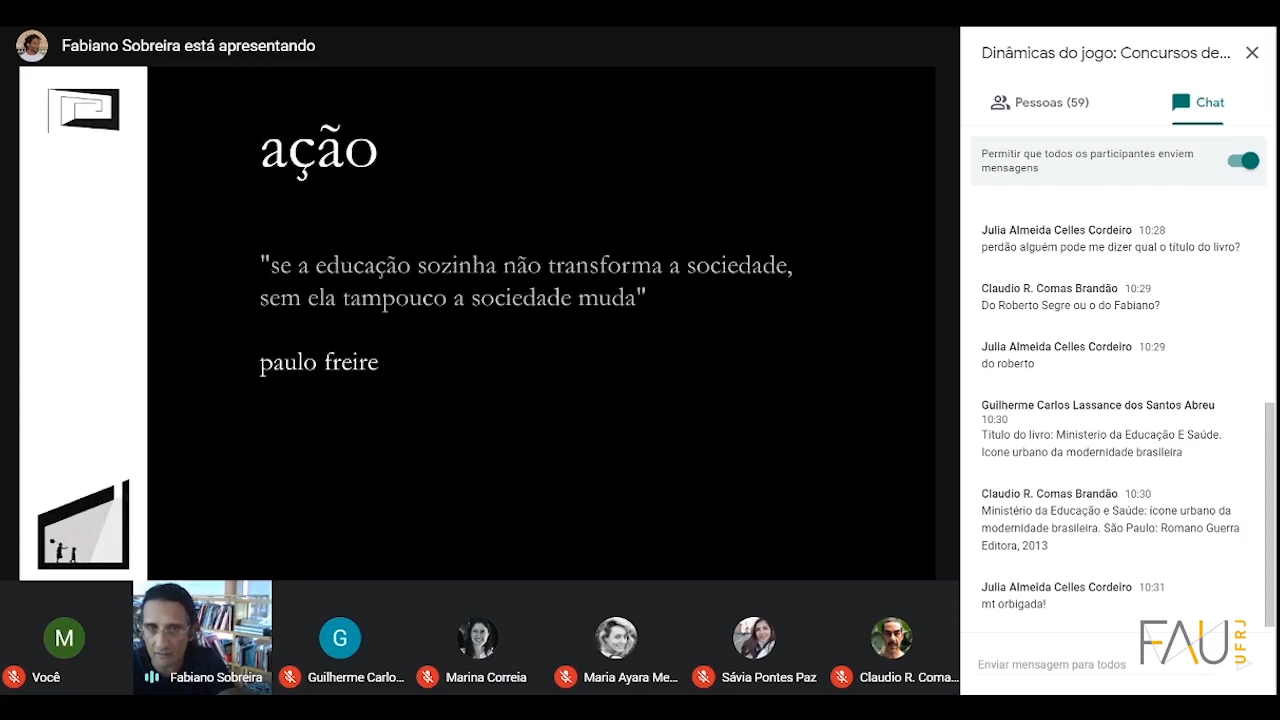 Fabiano Sobreira está apresentando
ação
"se a educação sozinha não transforma a sociedade,
sem ela tampouco a sociedade muda"
paulo freire
M
Você
Fabiano Sobreira
G
Guilherme Carlo...
Marina Correia
Maria Ayara Me...
Sávia Pontes Paz
Claudio R. Coma...
Dinâmicas do jogo: Concursos de...
Pessoas (59)
Chat
Permitir que todos os participantes enviem
mensagens
Julia Almeida Celles Cordeiro 10:28
perdão alguém pode me dizer qual o título do livro?
Claudio R. Comas Brandão 10:29
Do Roberto Segre ou o do Fabiano?
Julia Almeida Celles Cordeiro 10:29
do roberto
Guilherme Carlos Lassance dos Santos Abreu
10:30
Titulo do livro: Ministerio da Educação E Saúde.
Icone urbano da modernidade brasileira
Claudio R. Comas Brandão 10:30
Ministério da Educação e Saúde: ícone urbano da
modernidade brasileira. São Paulo: Romano Guerra
Editora, 2013
Julia Almeida Celles Cordeiro 10:31
mt orbigada!
Enviar mensagem para todos
FAU
UFRJ